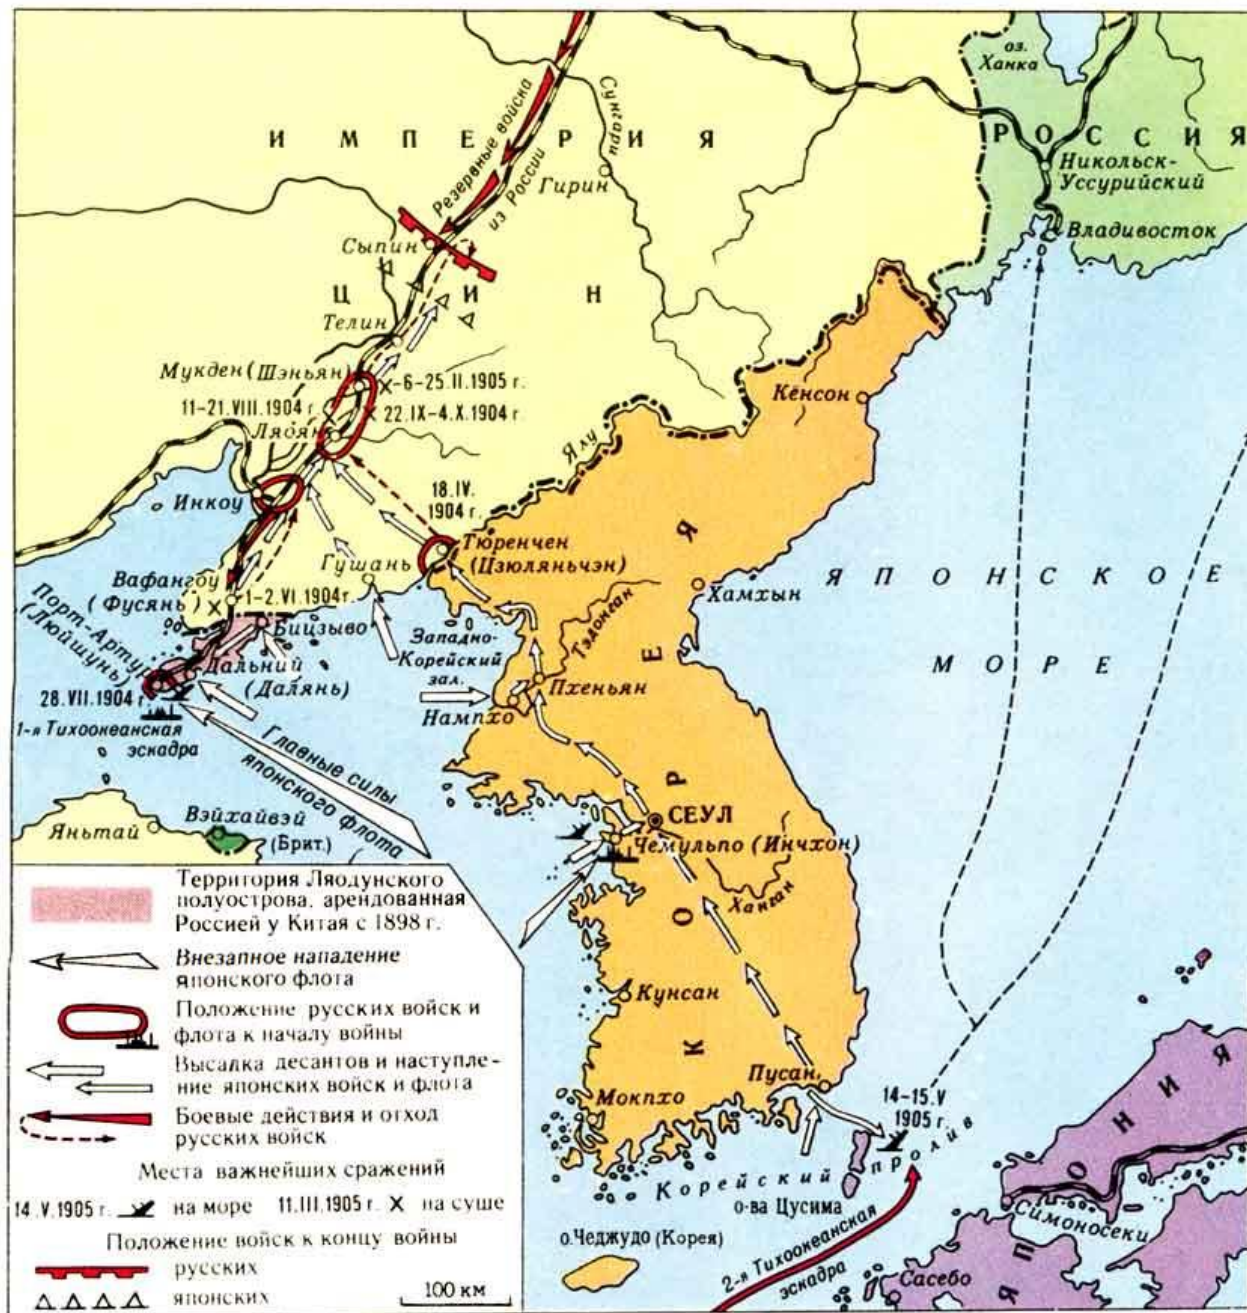 оз.
Ханка
ИМПЕРИЯ
РОССИЯ
Резервные войска
из России
Сунгари
Гирин
Никольск-
Уссурийский
Владивосток
Сыпин
ЦИН
Телин
Мукден (Шэньян)
-6-25.II.1905 г.
11-21.VIII.1904 г.
22.IX-4.X.1904 г.
Ляоян
Кёнсон
Ялу
Инкоу
18.IV.
1904 г.
Тюренчен
(Цзюляньчэн)
Гушань
Вафангоу
(Фусянь)
1-2.VI.1904г.
Бицзыво
Порт-Артур
(Люйшунь)
Дальний
(Далянь)
28.VII.1904 г
1-я Тихоокеанская
эскадра
Западно-
Корейский
зал.
Тэдонган
Хамхын
ЯПОНСКОЕ
МОРЕ
Пхеньян
Нампхо
Главные силы
японского флота
КОРЕЯ
СЕУЛ
Чемульпо (Инчхон)
Ханган
Яньтай
Вэйхайвэй
(Брит.)
Кунсан
Мокпхо
Пусан
14-15.V
1905 г.
Корейский пролив
о-ва Цусима
о.Чеджудо (Корея)
2-я Тихоокеанская
эскадра
ЯПОНИЯ
Симоносеки
Сасебо
Территория Ляодунского
полуострова, арендованная
Россией у Китая с 1898 г.
Внезапное нападение
японского флота
Положение русских войск и
флота к началу войны
Высадка десантов и наступле-
ние японских войск и флота
Боевые действия и отход
русских войск
Места важнейших сражений
14.V.1905 г. на море 11.III.1905 г. X на суше
Положение войск к концу войны
русских
японских
100 км